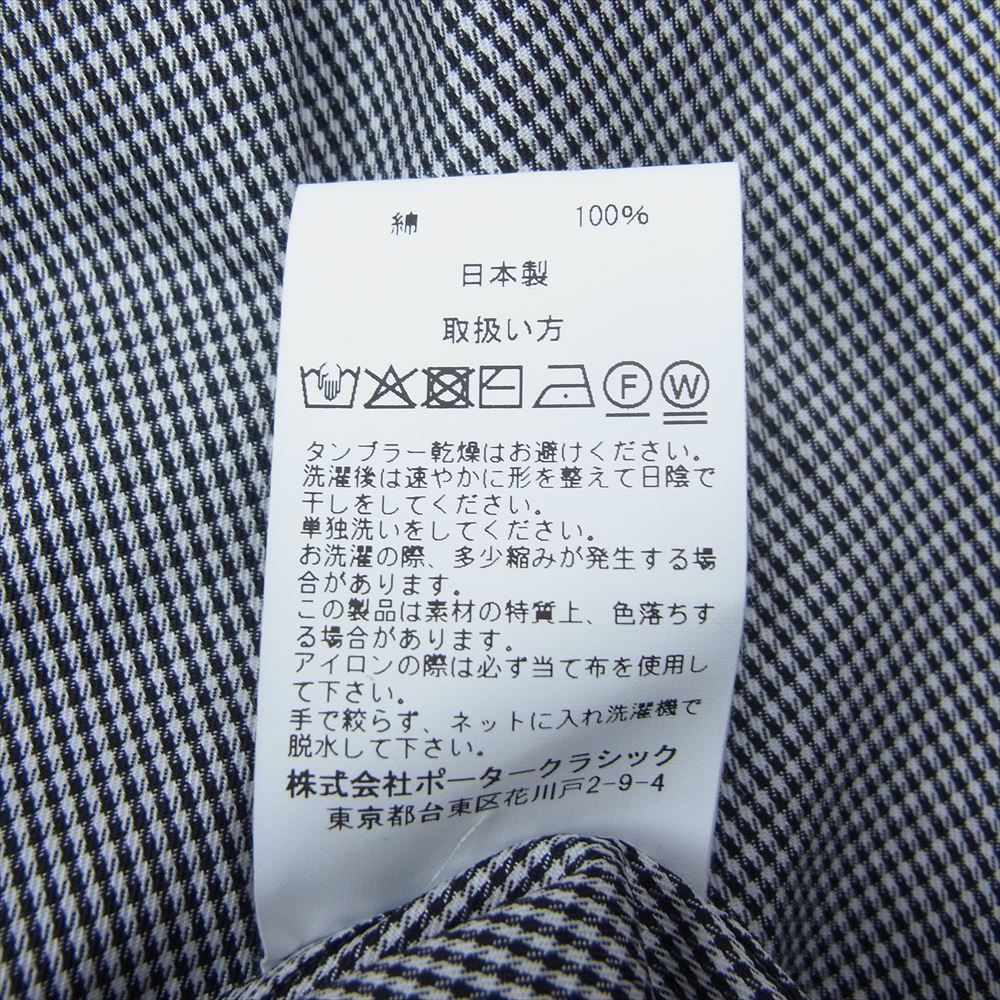 綿 100%
日本製
取扱い方
F W
タンブラー乾燥はお避けください。
洗濯後は速やかに形を整えて日陰で
干しをしてください。
単独洗いをしてください。
お洗濯の際、多少縮みが発生する場
合があります。
この製品は素材の特質上、色落ちす
る場合があります。
アイロンの際は必ず当て布を使用し
て下さい。
手で絞らず、ネットに入れ洗濯機で
脱水して下さい。
株式会社ポータークラシック
東京都台東区花川戸2-9-4